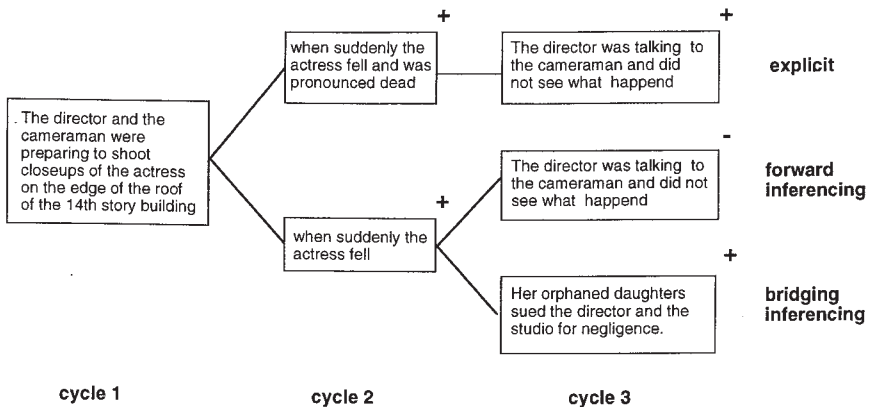 . The director and the
cameraman were
preparing to shoot
closeups of the actress
on the edge of the roof
of the 14th story building
+
when suddenly the
actress fell and was
pronounced dead
+
The director was talking to
the cameraman and did
not see what happend
explicit
+
when suddenly the
actress fell
-
The director was talking to
the cameraman and did not
see what happend
forward
inferencing
+
Her orphaned daughters
sued the director and the
studio for negligence.
bridging
inferencing
cycle 1
cycle 2
cycle 3